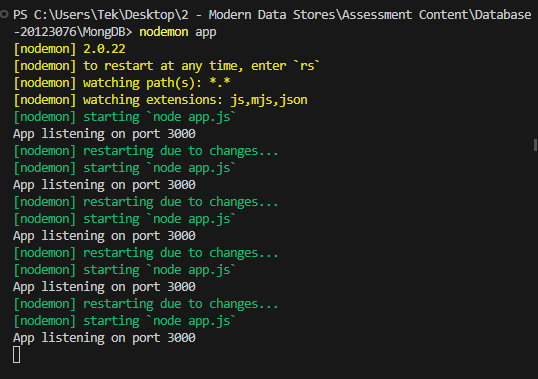 PS C:\Users\Tek\Desktop\2 - Modern Data Stores\Assessment Content\Database
-20123076\MongDB> nodemon app
[nodemon] 2.0.22
[nodemon] to restart at any time, enter `rs`
[nodemon] watching path(s): *.*
[nodemon] watching extensions: js,mjs,json
[nodemon] starting `node app.js`
App listening on port 3000
[nodemon] restarting due to changes...
[nodemon] starting `node app.js`
App listening on port 3000
[nodemon] restarting due to changes...
[nodemon] starting `node app.js`
App listening on port 3000
[nodemon] restarting due to changes...
[nodemon] starting `node app.js`
App listening on port 3000
[nodemon] restarting due to changes...
[nodemon] starting `node app.js`
App listening on port 3000